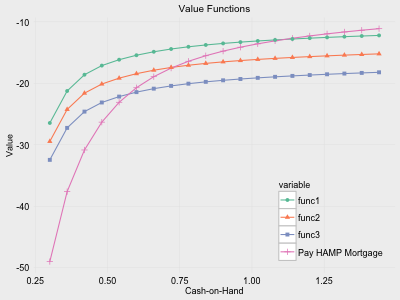 Value Functions
-10
-20
-30
-40
-50
Value
0.25
0.50
0.75
1.00
1.25
Cash-on-Hand
variable
func1
func2
func3
Pay HAMP Mortgage